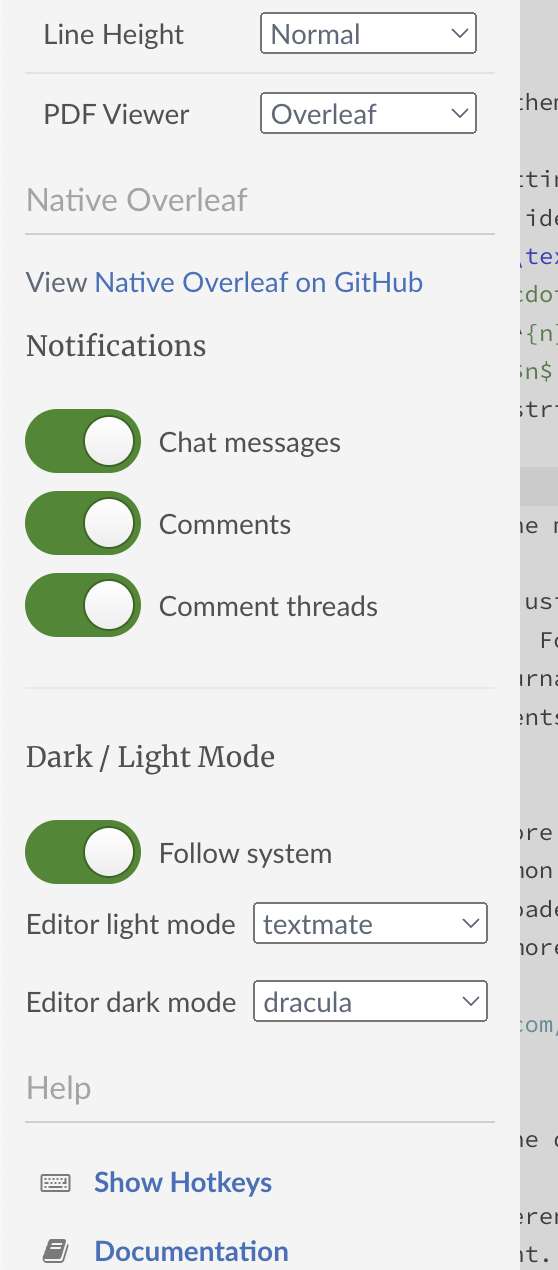 Line Height Normal
PDF Viewer Overleaf
Native Overleaf
View Native Overleaf on GitHub
Notifications
Chat messages
Comments
Comment threads
Dark / Light Mode
Follow system
Editor light mode textmate
Editor dark mode dracula
Help
Show Hotkeys
Documentation